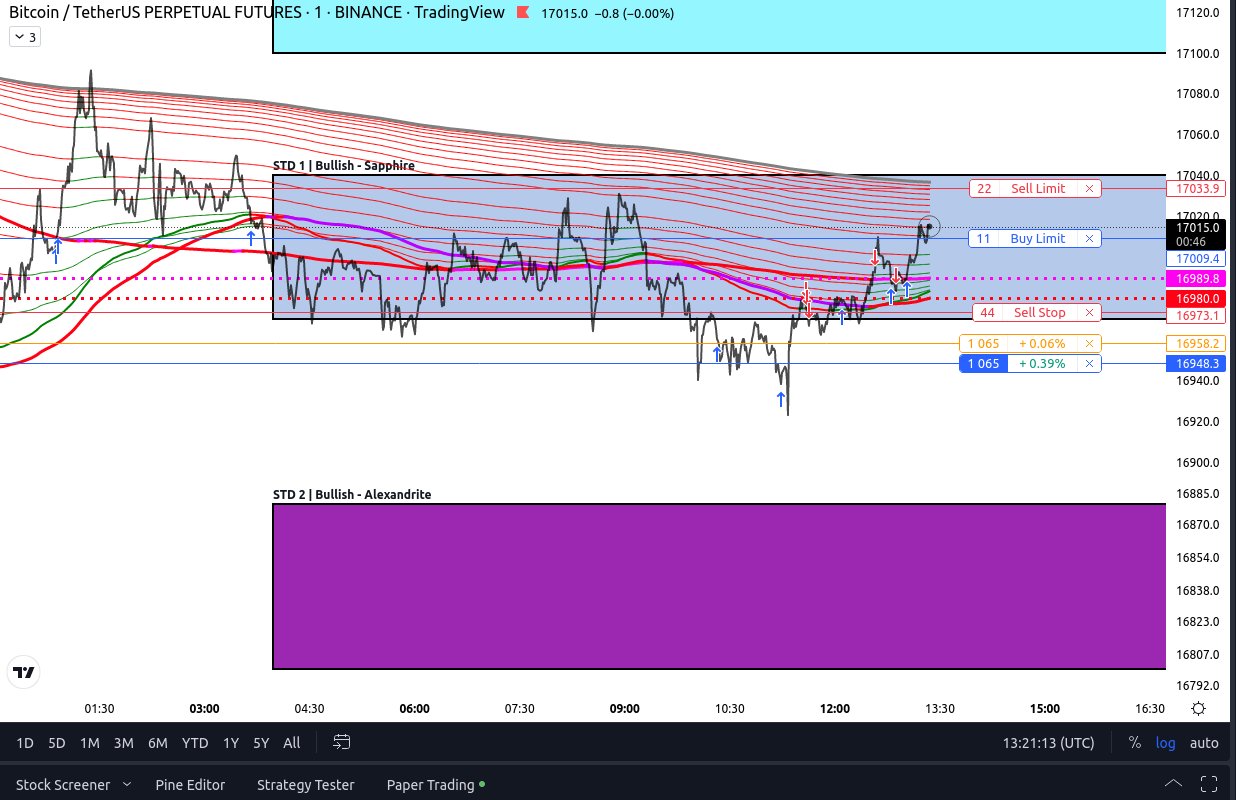 Bitcoin / TetherUS PERPETUAL FUTURES · 1 · BINANCE · TradingView 17015.0 −0.8 (−0.00%)
3
17120.0
17100.0
17080.0
17060.0
STD 1 | Bullish - Sapphire
17040.0
22 Sell Limit × 17033.9
17020.0
17015.0
00:46
11 Buy Limit ×
17009.4
16989.8
16980.0
44 Sell Stop × 16973.1
1 065 + 0.06% × 16958.2
1 065 + 0.39% × 16948.3
16940.0
16920.0
16900.0
STD 2 | Bullish - Alexandrite 16885.0
16870.0
16854.0
16838.0
16823.0
16807.0
16792.0
01:30 03:00 04:30 06:00 07:30 09:00 10:30 12:00 13:30 15:00 16:30
1D 5D 1M 3M 6M YTD 1Y 5Y All 13:21:13 (UTC) % log auto
Stock Screener Pine Editor Strategy Tester Paper Trading